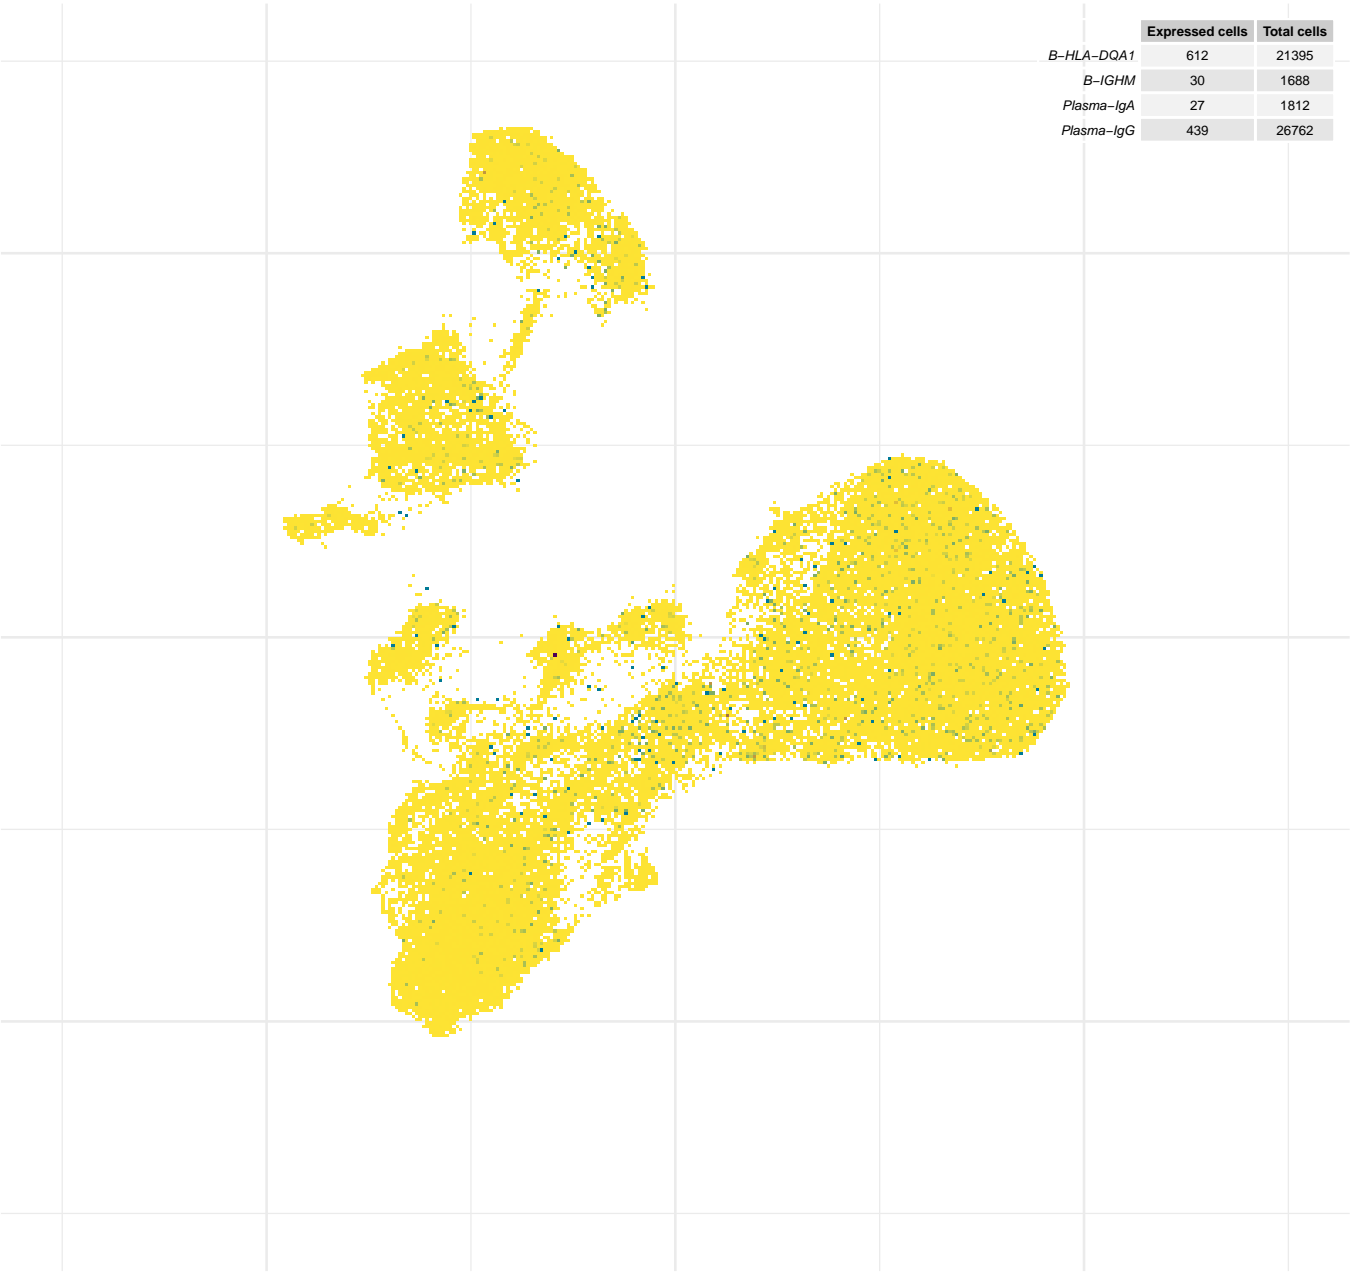 Expressed cells Total cells
B−HLA−DQA1 612 21395
B−IGHM 30 1688
Plasma−IgA 27 1812
Plasma−IgG 439 26762